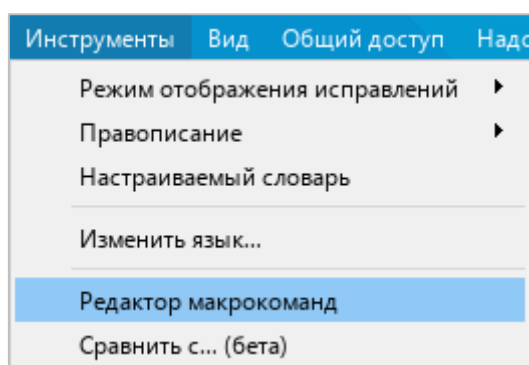 Инструменты Вид Общий доступ
Режим отображения исправлений
Правописание
Настраиваемый словарь
Изменить язык...
Редактор макрокоманд
Сравнить с... (бета)